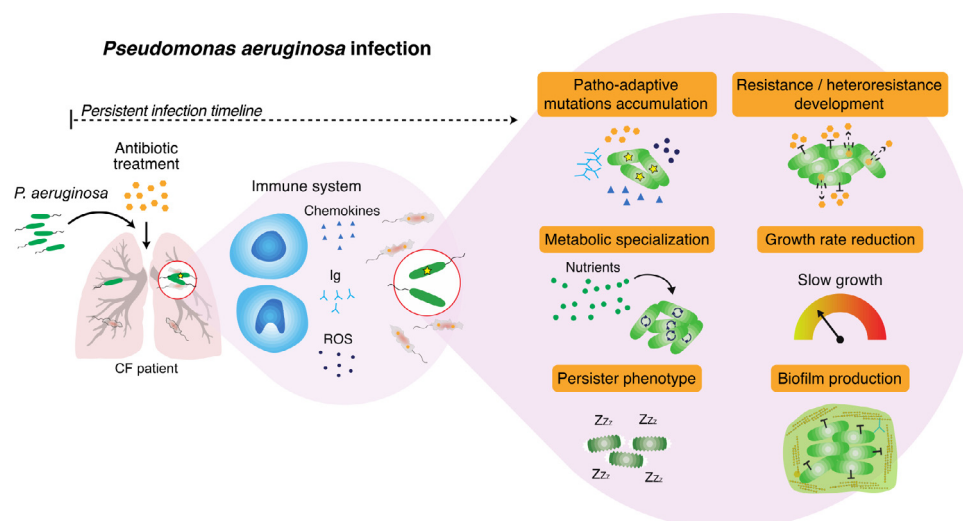 Pseudomonas aeruginosa infection
Persistent infection timeline
Antibiotic
treatment
P. aeruginosa
CF patient
Immune system
Chemokines
Ig
ROS
Patho-adaptive
mutations accumulation
Resistance / heteroresistance
development
Metabolic specialization
Nutrients
Growth rate reduction
Slow growth
Persister phenotype
ZZz ZZz
ZZz ZZz
Biofilm production